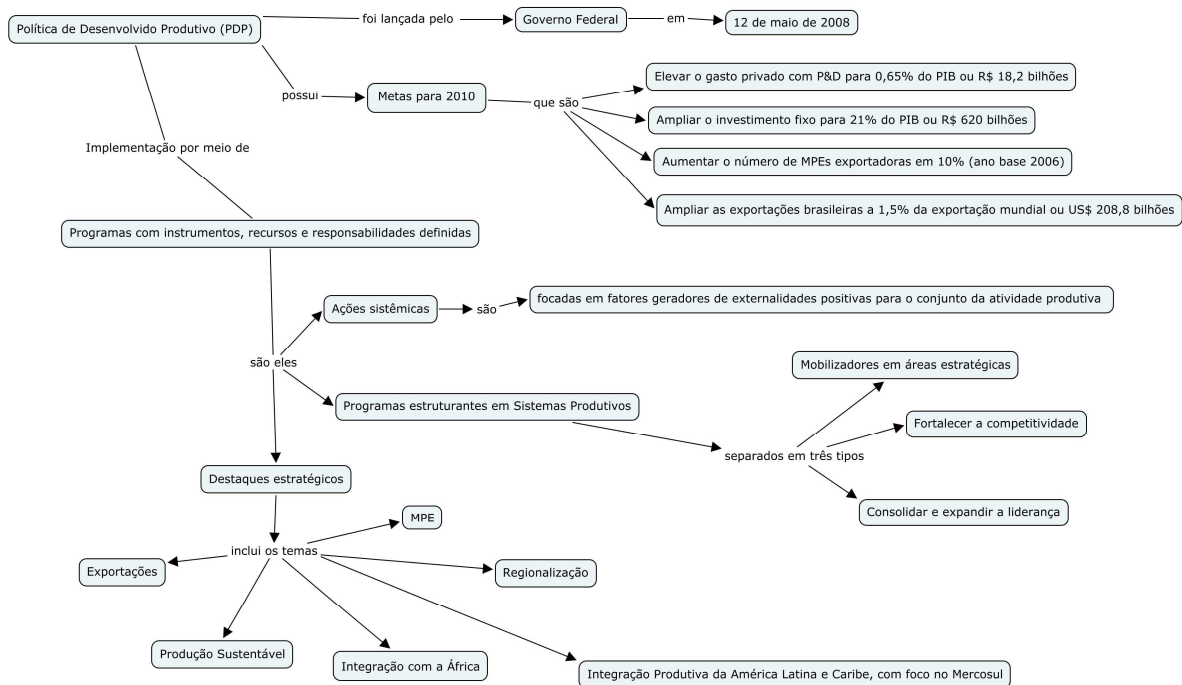 Política de Desenvolvido Produtivo (PDP)
foi lançada pelo
Governo Federal
em
12 de maio de 2008
possui
Metas para 2010
que são
Elevar o gasto privado com P&D para 0,65% do PIB ou R$ 18,2 bilhões
Ampliar o investimento fixo para 21% do PIB ou R$ 620 bilhões
Aumentar o número de MPEs exportadoras em 10% (ano base 2006)
Ampliar as exportações brasileiras a 1,5% da exportação mundial ou US$ 208,8 bilhões
Implementação por meio de
Programas com instrumentos, recursos e responsabilidades definidas
são eles
Ações sistêmicas
são
focadas em fatores geradores de externalidades positivas para o conjunto da atividade produtiva
Programas estruturantes em Sistemas Produtivos
separados em três tipos
Mobilizadores em áreas estratégicas
Fortalecer a competitividade
Consolidar e expandir a liderança
Destaques estratégicos
inclui os temas
MPE
Exportações
Regionalização
Produção Sustentável
Integração com a África
Integração Produtiva da América Latina e Caribe, com foco no Mercosul